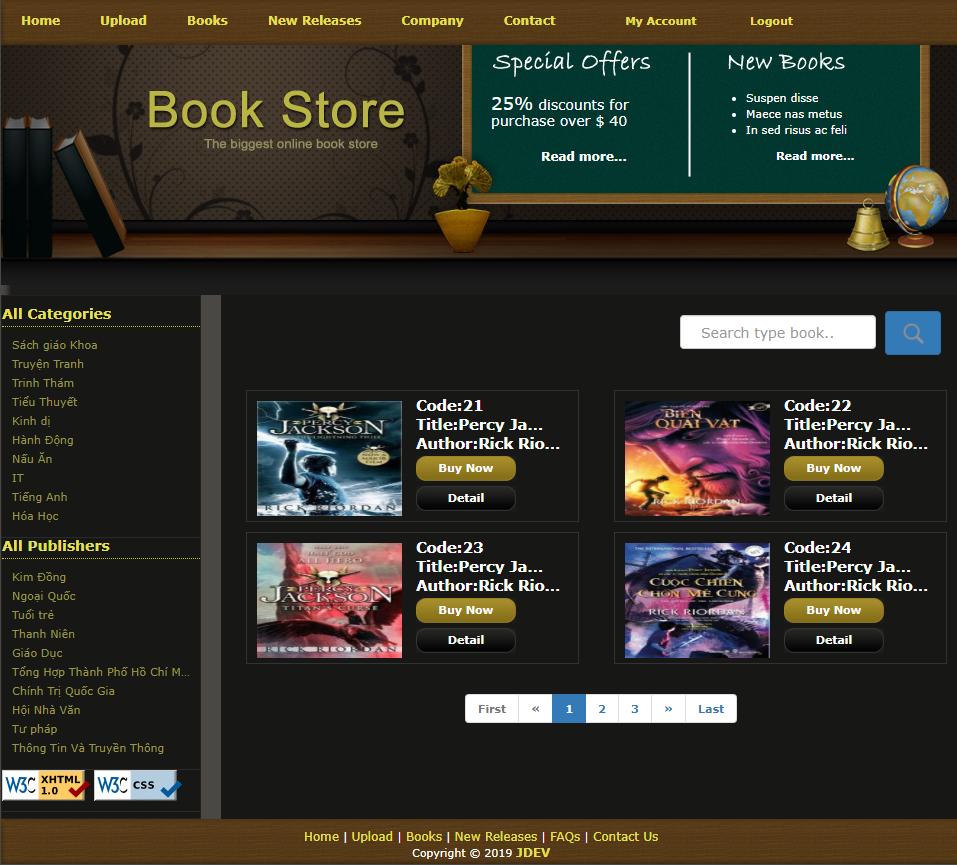 Home Upload Books New Releases Company Contact My Account Logout
Book Store
The biggest online book store
Special Offers
25% discounts for
purchase over $ 40
Read more...
New Books
Suspen disse
Maece nas metus
In sed risus ac feli
Read more...
All Categories
Sách giáo Khoa
Truyện Tranh
Trinh Thám
Tiểu Thuyết
Kinh dị
Hành Động
Nấu Ăn
IT
Tiếng Anh
Hóa Học
All Publishers
Kim Đồng
Ngoại Quốc
Tuổi trẻ
Thanh Niên
Giáo Dục
Tổng Hợp Thành Phố Hồ Chí M...
Chính Trị Quốc Gia
Hội Nhà Văn
Tư pháp
Thông Tin Và Truyền Thông
W3C XHTML 1.0
W3C CSS
Search type book..
PERCY
JACKSON
RICK RIORDAN
Code:21
Title:Percy Ja...
Author:Rick Rio...
Buy Now
Detail
BIỂN
QUÁI VẬT
RICK RIORDAN
Code:22
Title:Percy Ja...
Author:Rick Rio...
Buy Now
Detail
HALF GOD
ALL HERO
PERCY
JACKSON
TITAN'S CURSE
RICK RIORDAN
Code:23
Title:Percy Ja...
Author:Rick Rio...
Buy Now
Detail
CUỘC CHIẾN
CHỐN MÊ CUNG
RICK RIORDAN
Code:24
Title:Percy Ja...
Author:Rick Rio...
Buy Now
Detail
First « 1 2 3 » Last
Home | Upload | Books | New Releases | FAQs | Contact Us
Copyright © 2019 JDEV